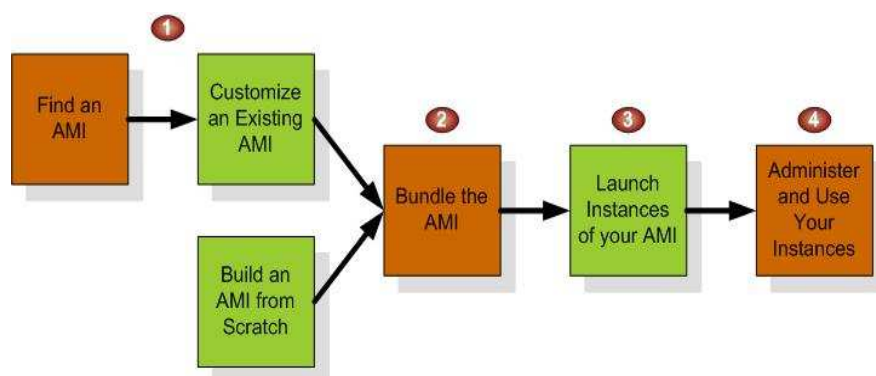 1
Find an
AMI
Customize
an Existing
AMI
Build an
AMI from
Scratch
2
Bundle the
AMI
3
Launch
Instances
of your AMI
4
Administer
and Use
Your
Instances